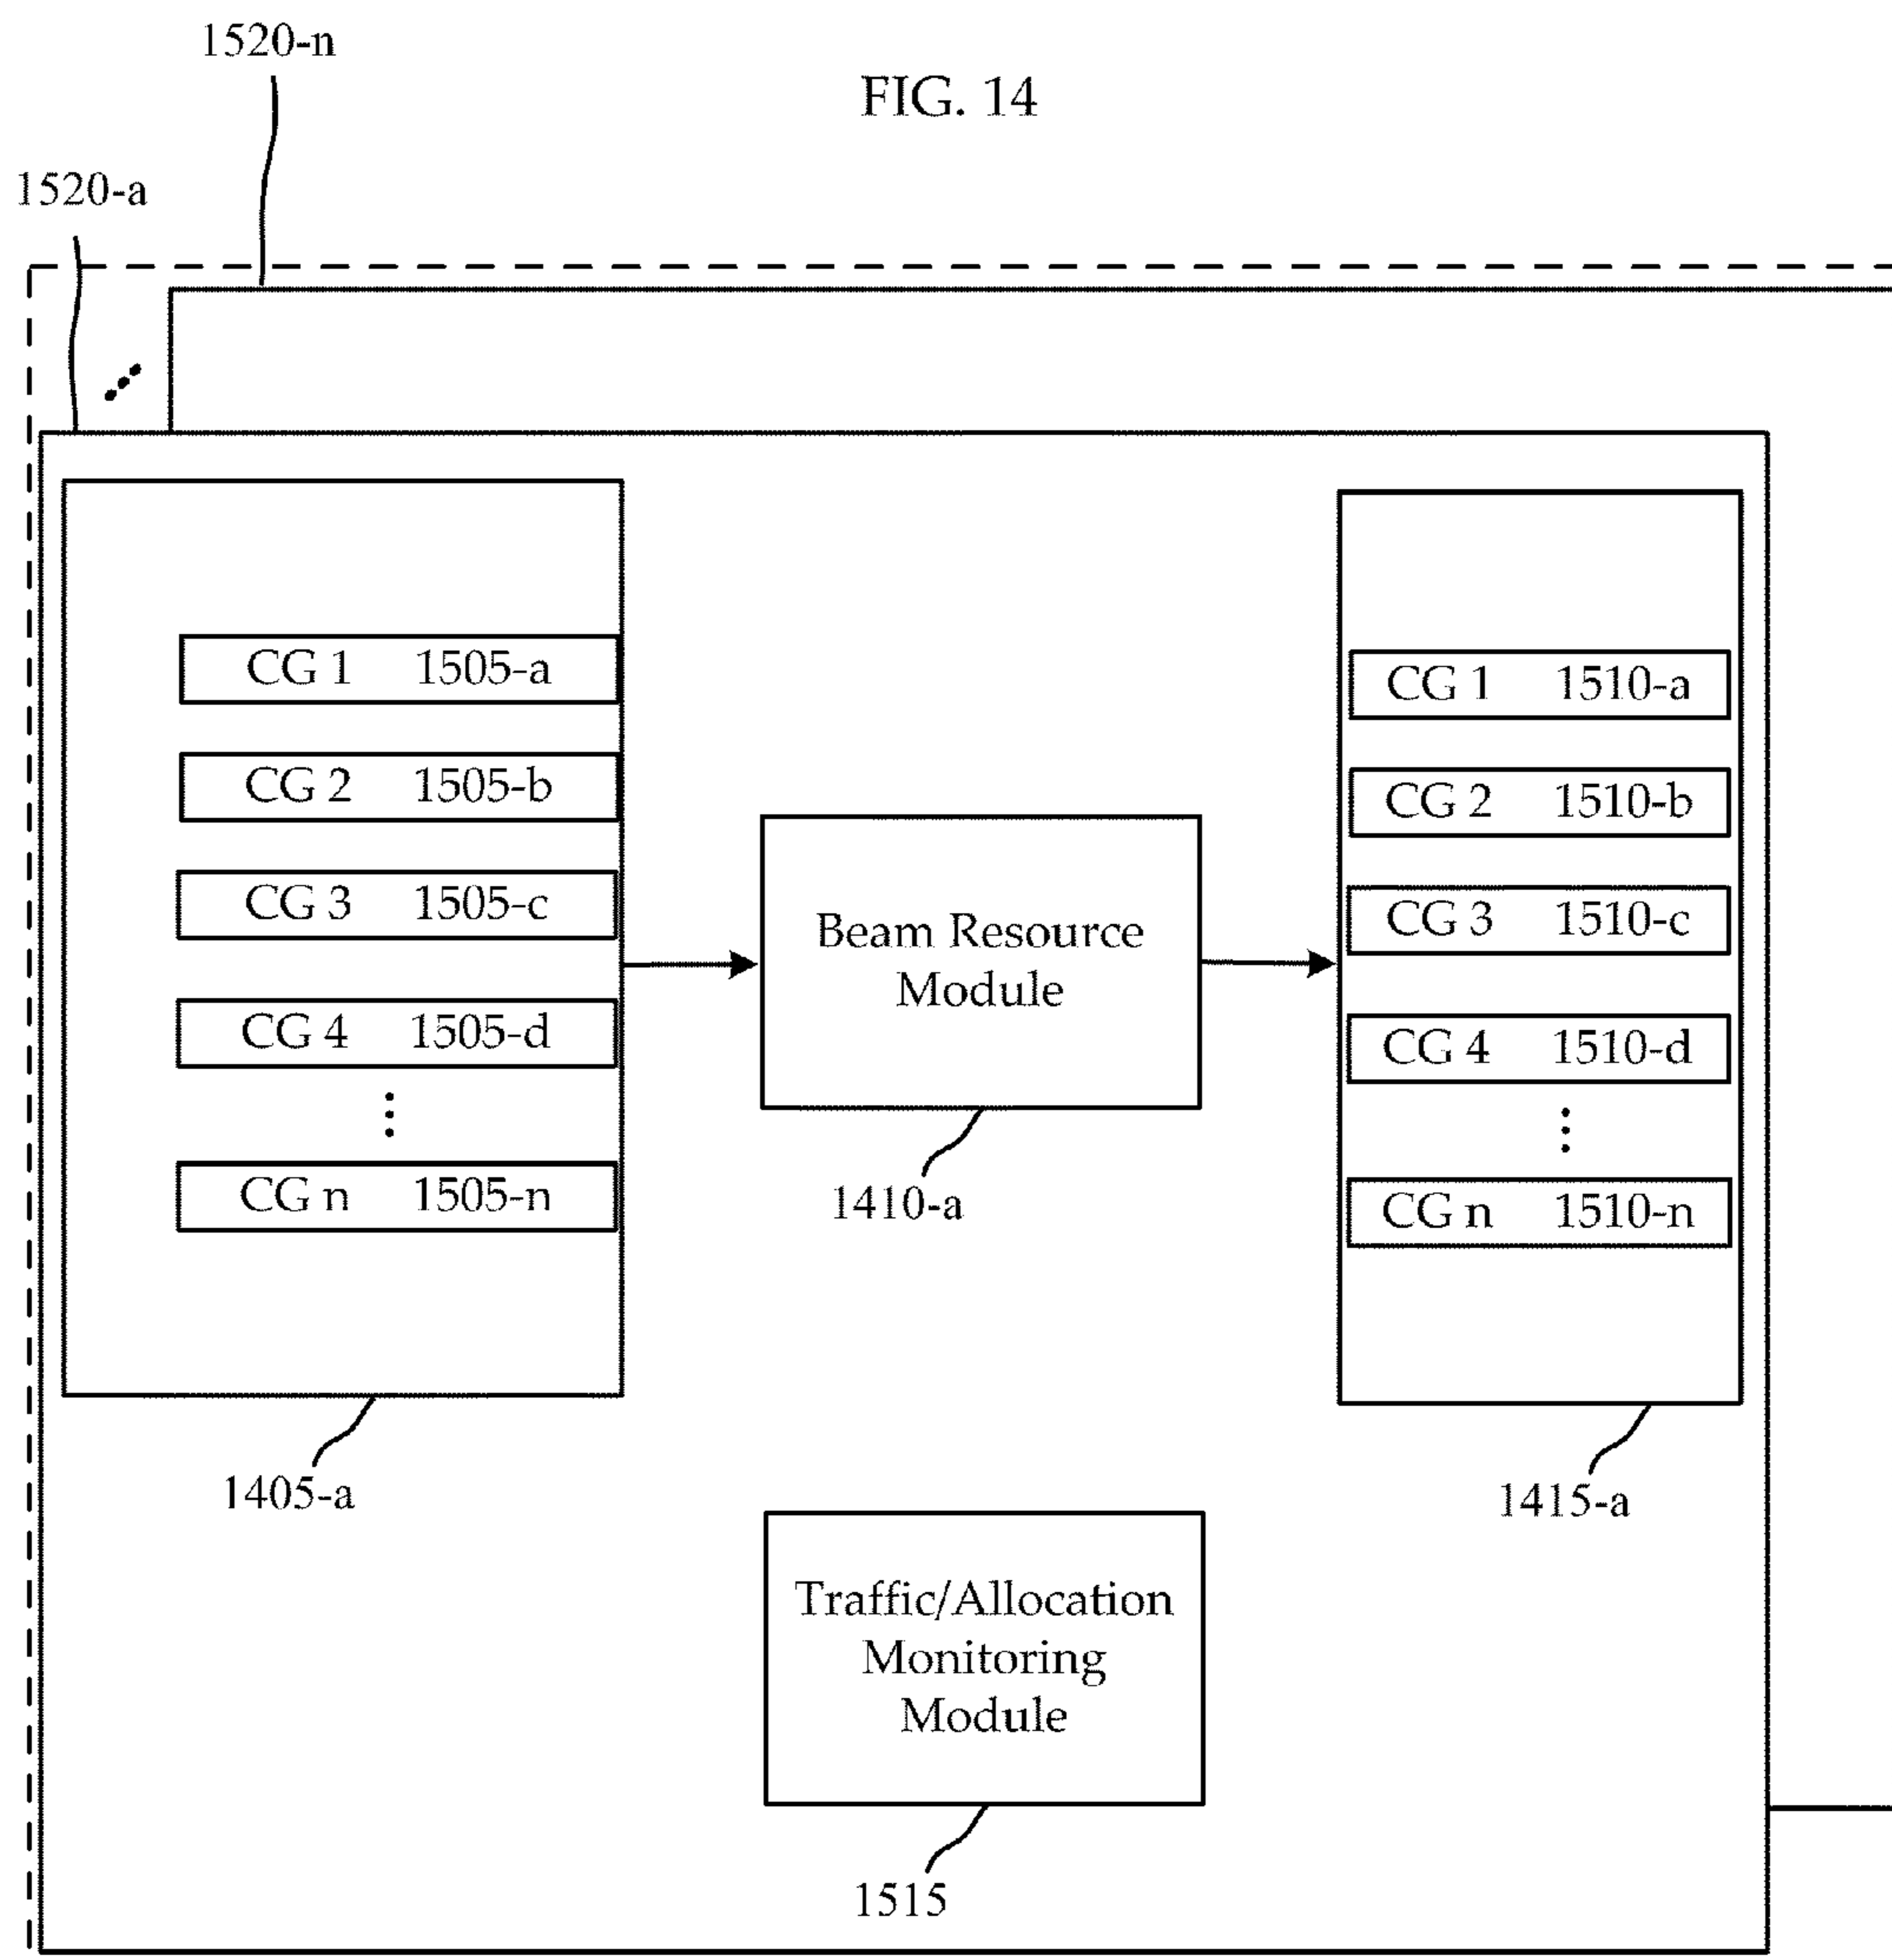 1520-n
FIG. 14
1520-a
CG 1 1505-a
CG 2 1505-b
CG 3 1505-c
CG 4 1505-d
CG n 1505-n
1405-a
Beam Resource
Module
1410-a
CG 1 1510-a
CG 2 1510-b
CG 3 1510-c
CG 4 1510-d
CG n 1510-n
1415-a
Traffic/Allocation
Monitoring
Module
1515